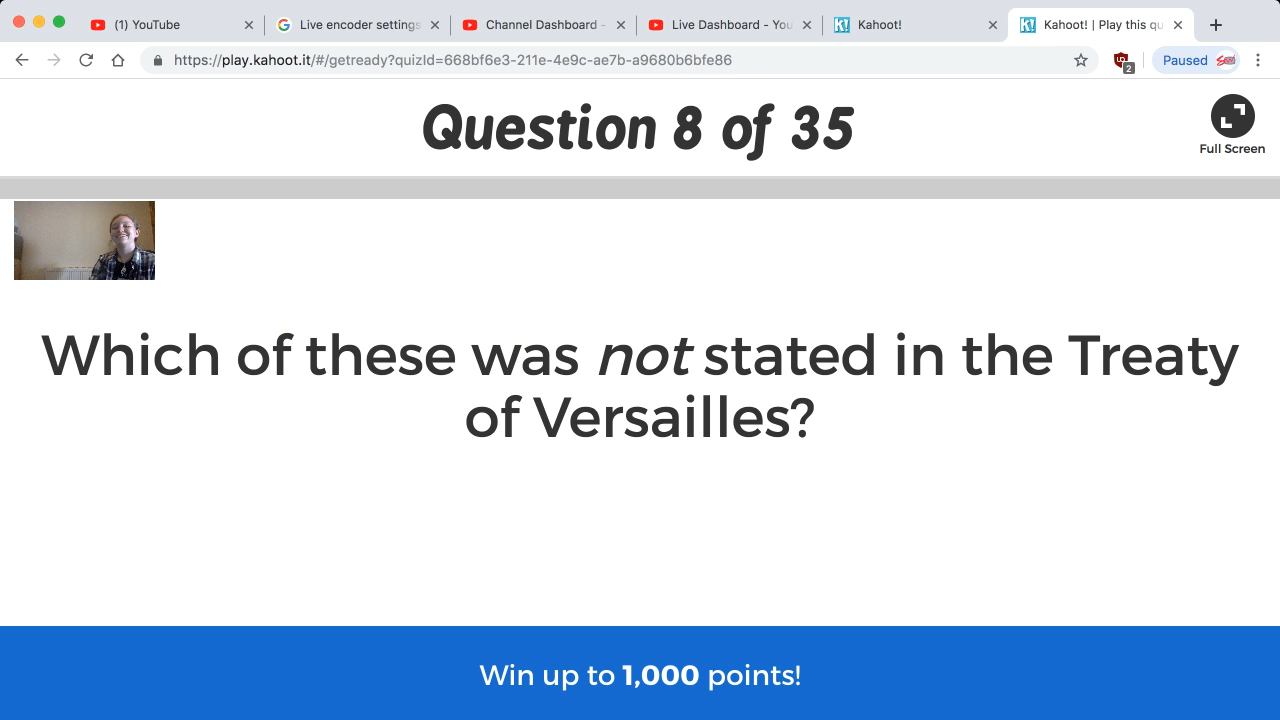 (1) YouTube
Live encoder settings
Channel Dashboard -
Live Dashboard - You
K!
Kahoot!
K!
Kahoot! | Play this qu
https://play.kahoot.it/#/getready?quizId=668bf6e3-211e-4e9c-ae7b-a9680b6bfe86
2
Paused
Question 8 of 35
Full Screen
Which of these was not stated in the Treaty
of Versailles?
Win up to 1,000 points!